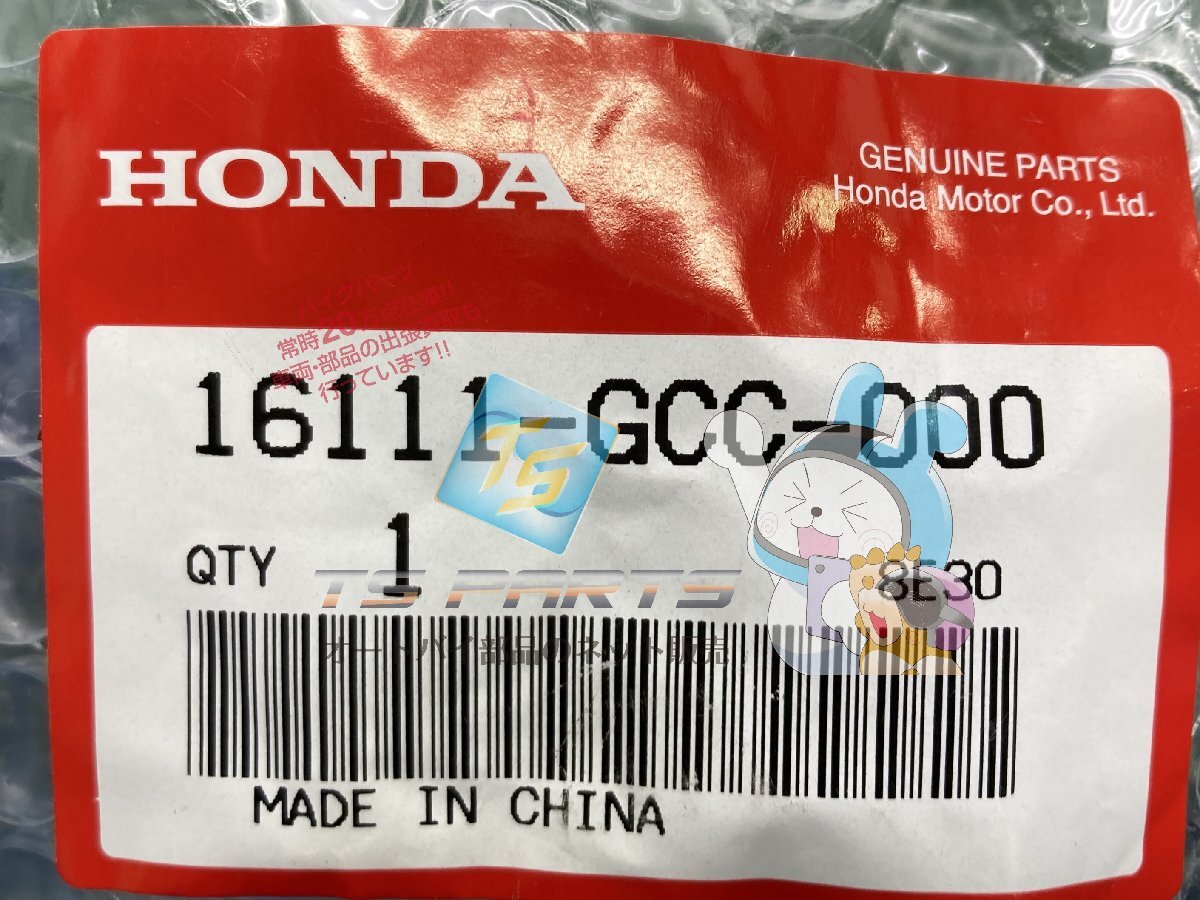 HONDA
GENUINE PARTS
Honda Motor Co., Ltd.
バイクパーツ
常時20万点在庫!!
車両・部品の出張買取も
行っています!!
16111-GCC-000
TS
QTY 1
8E30
TS PARTS
オートバイ部品のネット販売
MADE IN CHINA